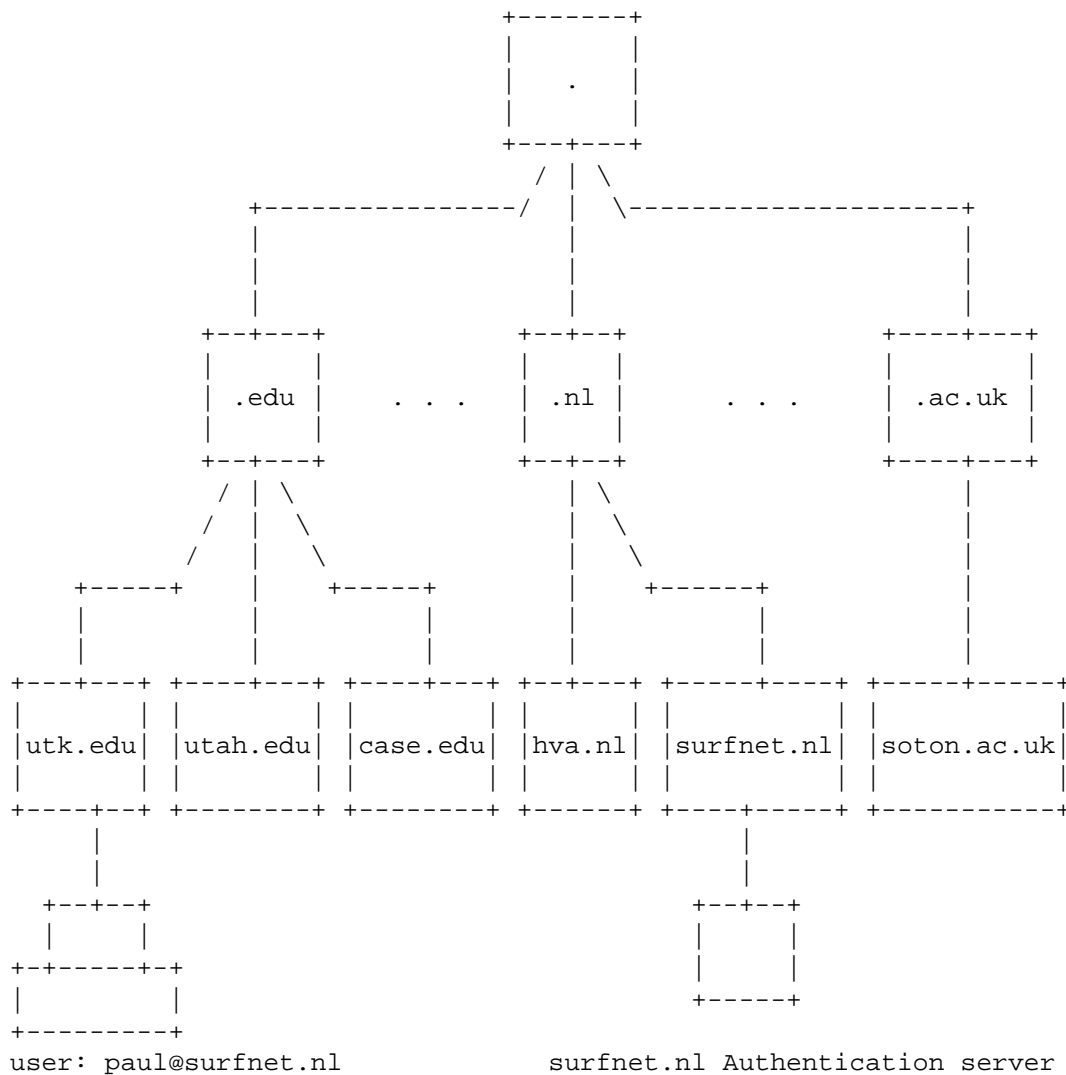 .
.edu . . . .nl . . . .ac.uk
utk.edu utah.edu case.edu hva.nl surfnet.nl soton.ac.uk
user: paul@surfnet.nl surfnet.nl Authentication server